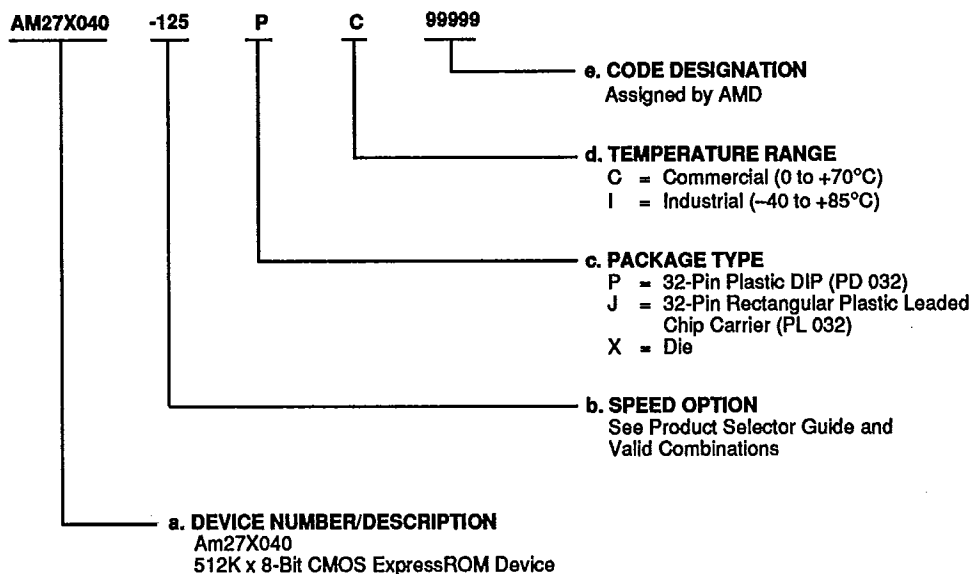 AM27X040 -125 P C 99999
e. CODE DESIGNATION
Assigned by AMD
d. TEMPERATURE RANGE
C = Commercial (0 to +70°C)
I = Industrial (–40 to +85°C)
c. PACKAGE TYPE
P = 32-Pin Plastic DIP (PD 032)
J = 32-Pin Rectangular Plastic Leaded
Chip Carrier (PL 032)
X = Die
b. SPEED OPTION
See Product Selector Guide and
Valid Combinations
a. DEVICE NUMBER/DESCRIPTION
Am27X040
512K x 8-Bit CMOS ExpressROM Device